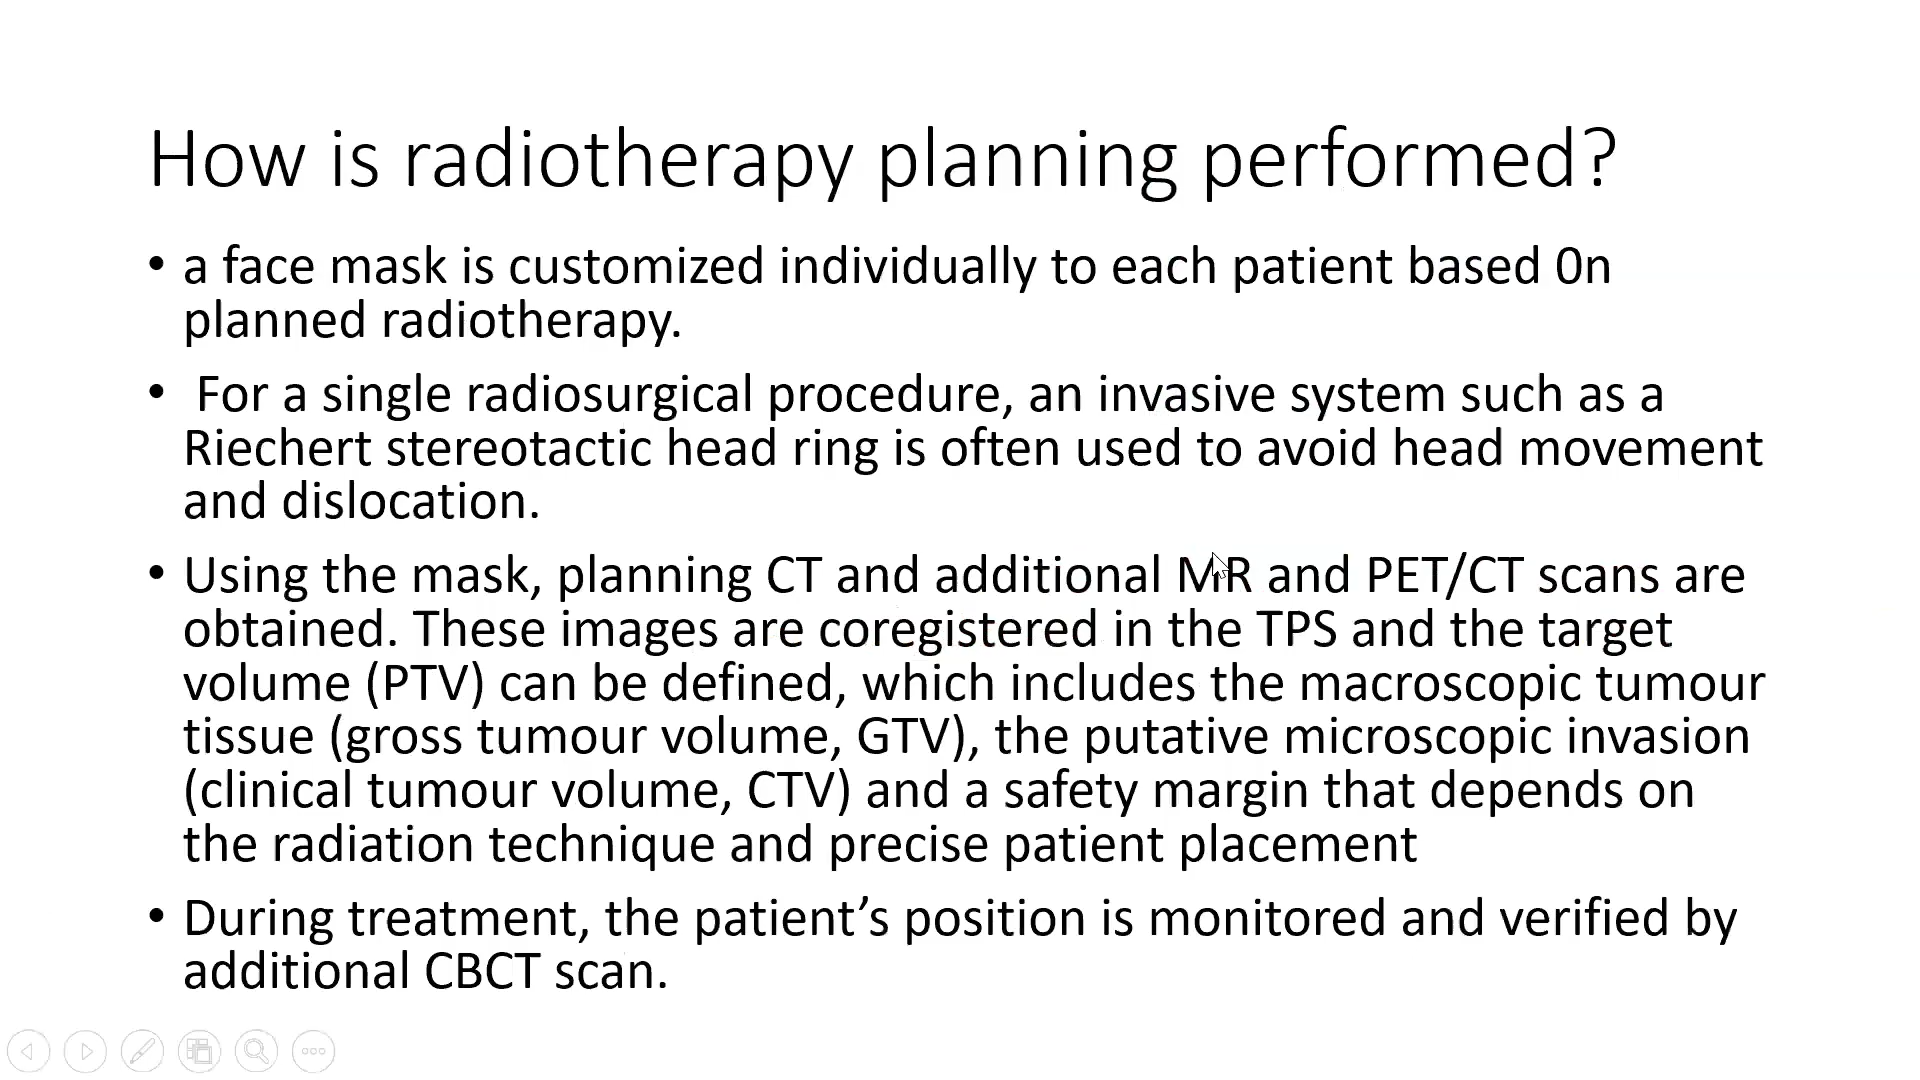 How is radiotherapy planning performed?
• a face mask is customized individually to each patient based 0n
planned radiotherapy.
• For a single radiosurgical procedure, an invasive system such as a
Riechert stereotactic head ring is often used to avoid head movement
and dislocation.
• Using the mask, planning CT and additional MR and PET/CT scans are
obtained. These images are coregistered in the TPS and the target
volume (PTV) can be defined, which includes the macroscopic tumour
tissue (gross tumour volume, GTV), the putative microscopic invasion
(clinical tumour volume, CTV) and a safety margin that depends on
the radiation technique and precise patient placement
• During treatment, the patient’s position is monitored and verified by
additional CBCT scan.